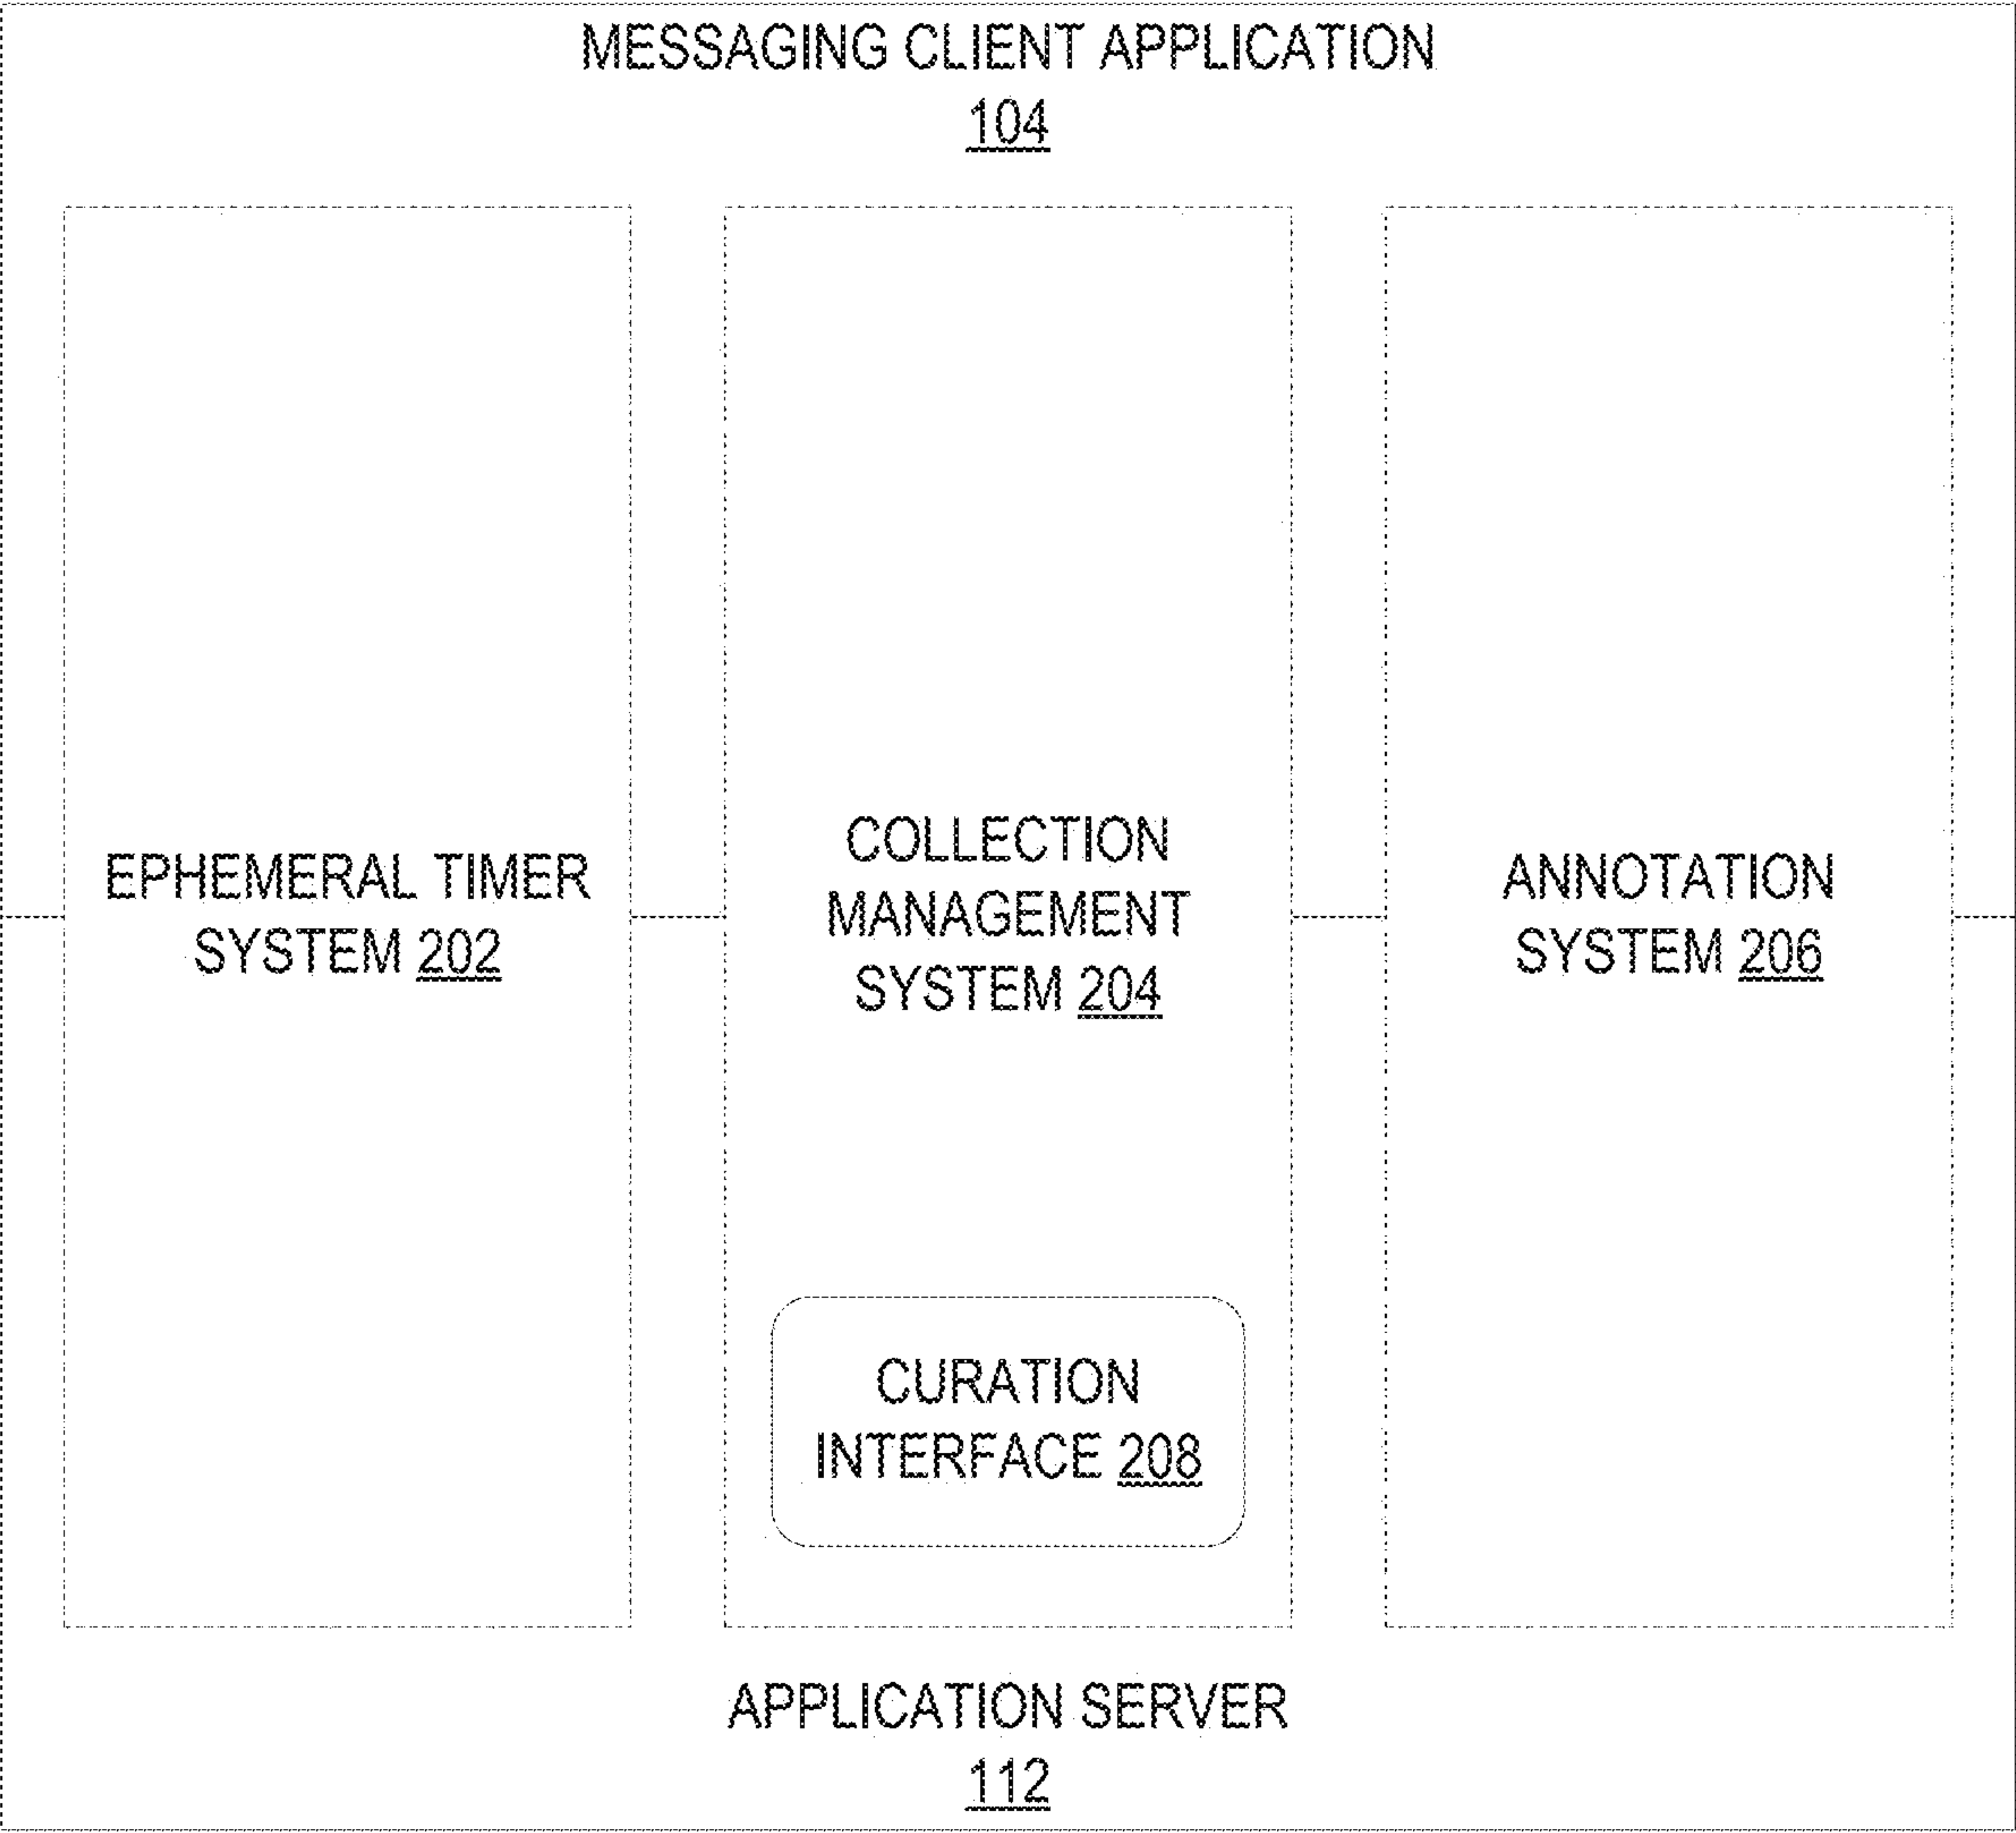 MESSAGING CLIENT APPLICATION
104
EPHEMERAL TIMER
SYSTEM 202
COLLECTION
MANAGEMENT
SYSTEM 204
CURATION
INTERFACE 208
ANNOTATION
SYSTEM 206
APPLICATION SERVER
112